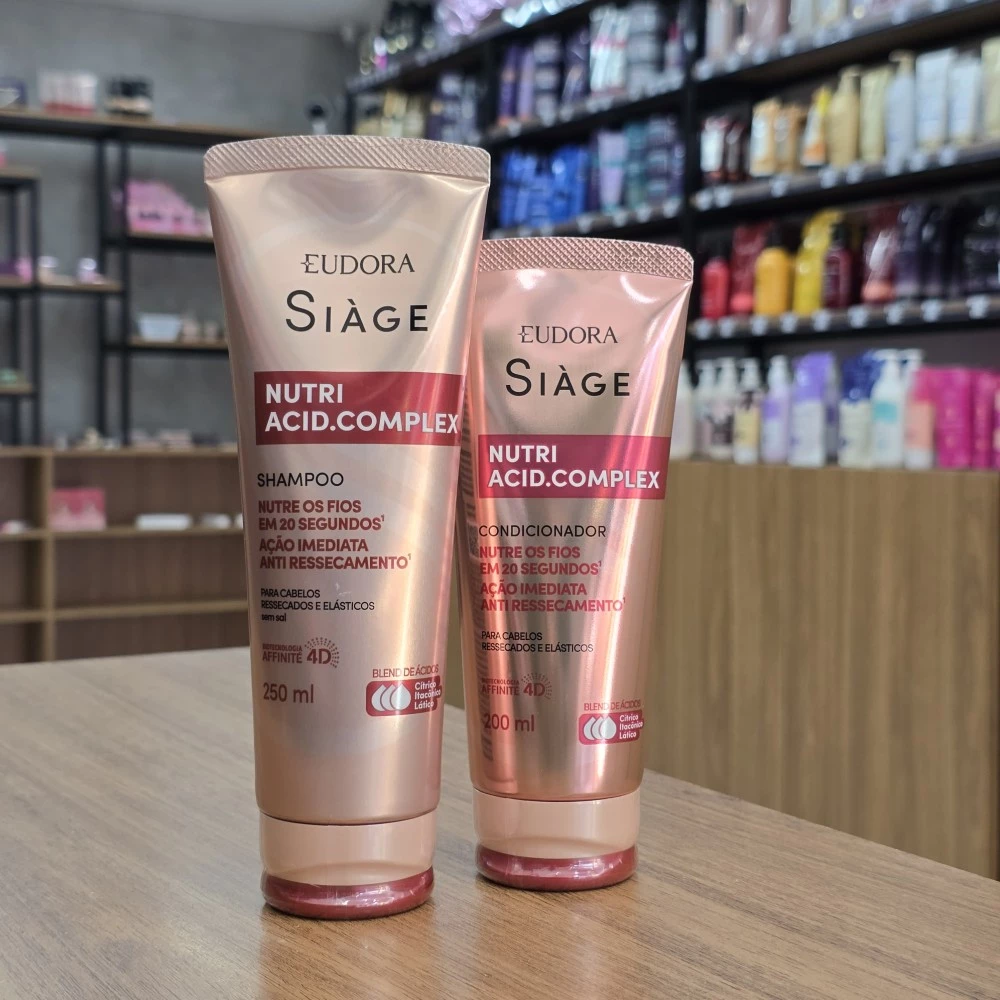 EUDORA
SIÀGE
NUTRI
ACID.COMPLEX
SHAMPOO
NUTRE OS FIOS
EM 20 SEGUNDOS¹
AÇÃO IMEDIATA
ANTI RESSECAMENTO¹
PARA CABELOS
RESSECADOS E ELÁSTICOS
sem sal
BIOTECNOLOGIA
AFFINITÉ 4D
250 ml
BLEND DE ÁCIDOS
Cítrico
Itacônico
Lático
EUDORA
SIÀGE
NUTRI
ACID.COMPLEX
CONDICIONADOR
NUTRE OS FIOS
EM 20 SEGUNDOS¹
AÇÃO IMEDIATA
ANTI RESSECAMENTO¹
PARA CABELOS
RESSECADOS E ELÁSTICOS
BIOTECNOLOGIA
AFFINITÉ 4D
200 ml
BLEND DE ÁCIDOS
Cítrico
Itacônico
Lático